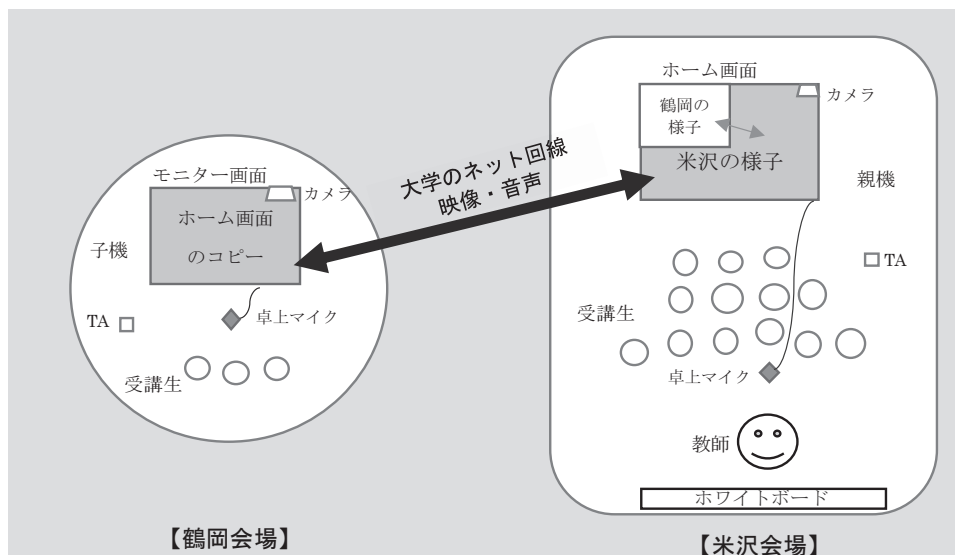 モニター画面
カメラ
ホーム画面
のコピー
子機
TA
卓上マイク
受講生
【鶴岡会場】
大学のネット回線
映像・音声
ホーム画面
カメラ
鶴岡の
様子
米沢の様子
親機
TA
受講生
卓上マイク
教師
ホワイトボード
【米沢会場】